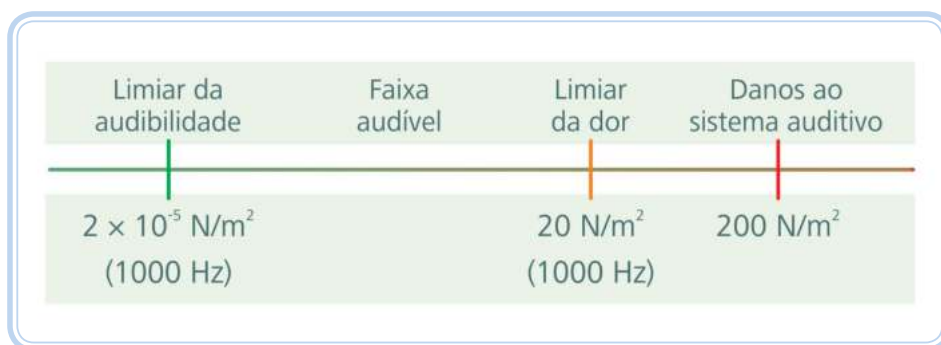 Limiar da audibilidade
Faixa audível
Limiar da dor
Danos ao sistema auditivo
2 × 10⁻⁵ N/m²
(1000 Hz)
20 N/m²
(1000 Hz)
200 N/m²